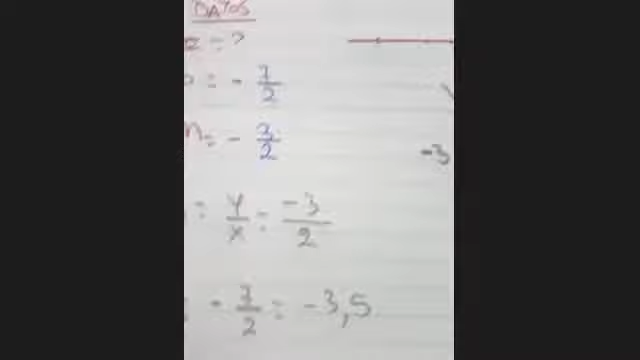 DATOS
= ?
= - 7/2
m = - 3/2
-3
= y/x = -3/2
= - 7/2 = -3,5